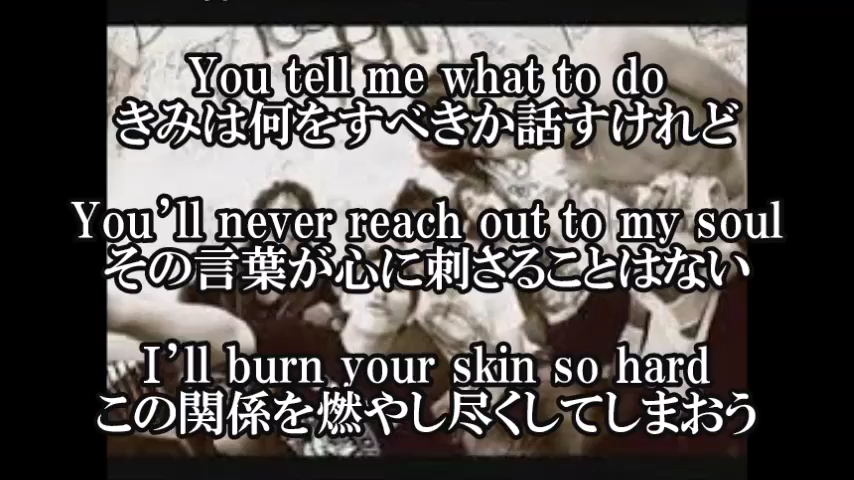 You tell me what to do
きみは何をすべきか話すけれど
You'll never reach out to my soul
その言葉が心に刺さることはない
I'll burn your skin so hard
この関係を燃やし尽くしてしまおう